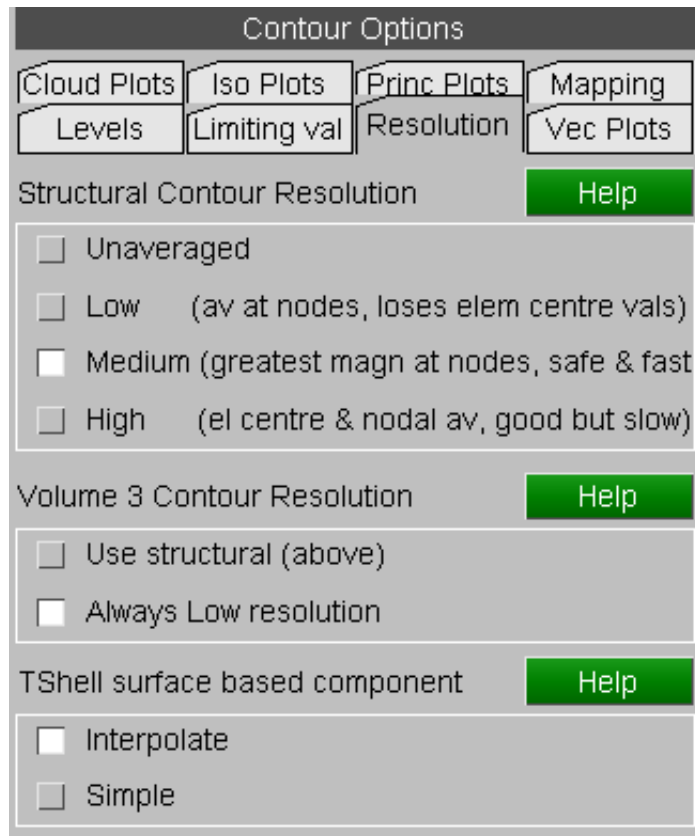 Contour Options
Cloud Plots Iso Plots Princ Plots Mapping
Levels Limiting val Resolution Vec Plots
Structural Contour Resolution Help
Unaveraged
Low (av at nodes, loses elem centre vals)
Medium (greatest magn at nodes, safe & fast
High (el centre & nodal av, good but slow)
Volume 3 Contour Resolution Help
Use structural (above)
Always Low resolution
TShell surface based component Help
Interpolate
Simple